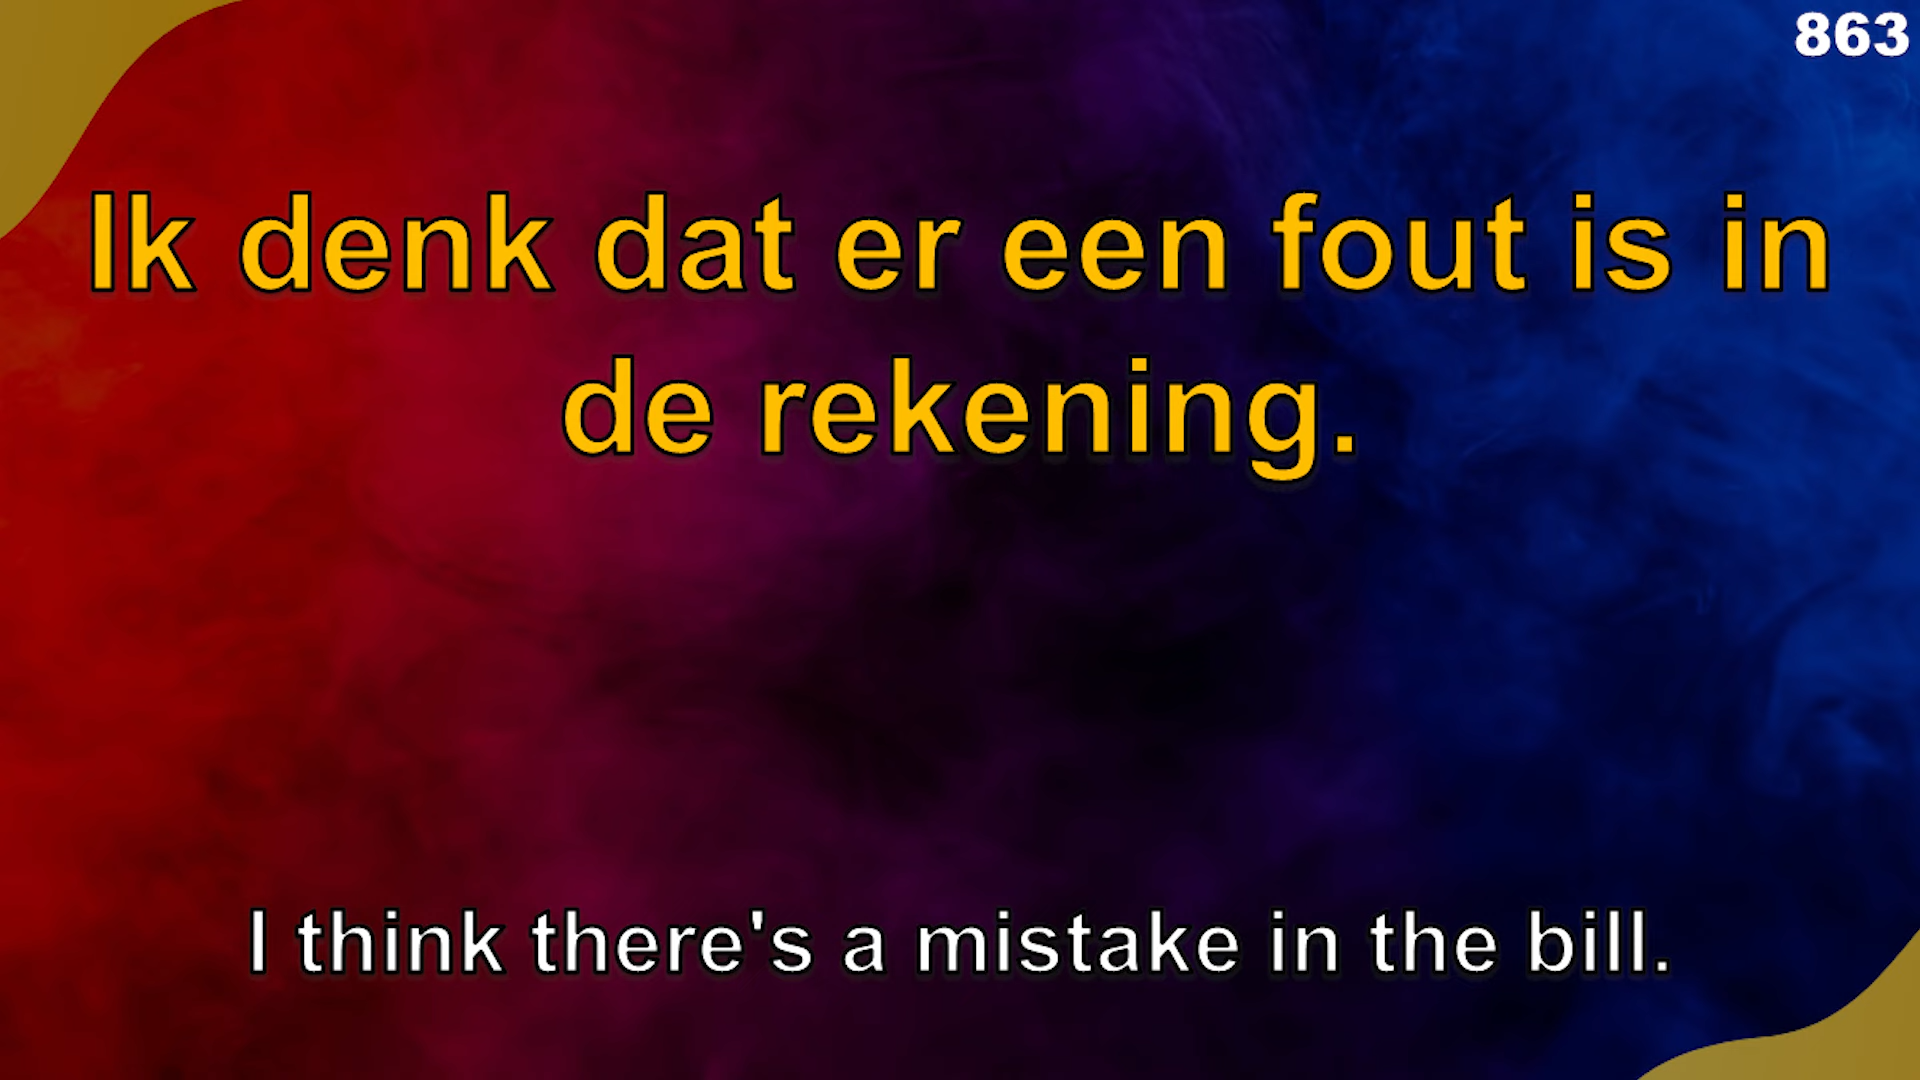 863
Ik denk dat er een fout is in
de rekening.
I think there's a mistake in the bill.